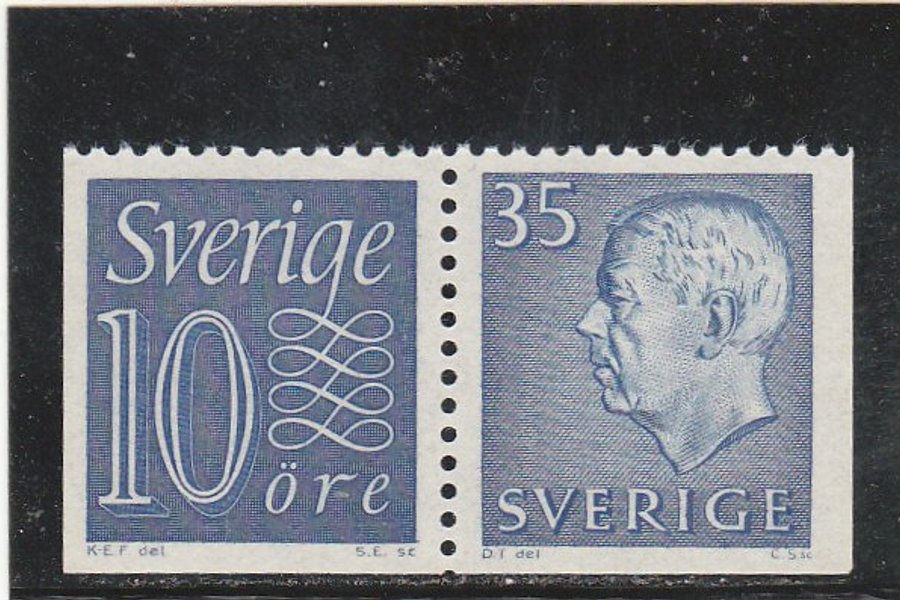 Sverige
10
öre
K-E.F. del S.E. sc
35
SVERIGE
D.T del C.S sc